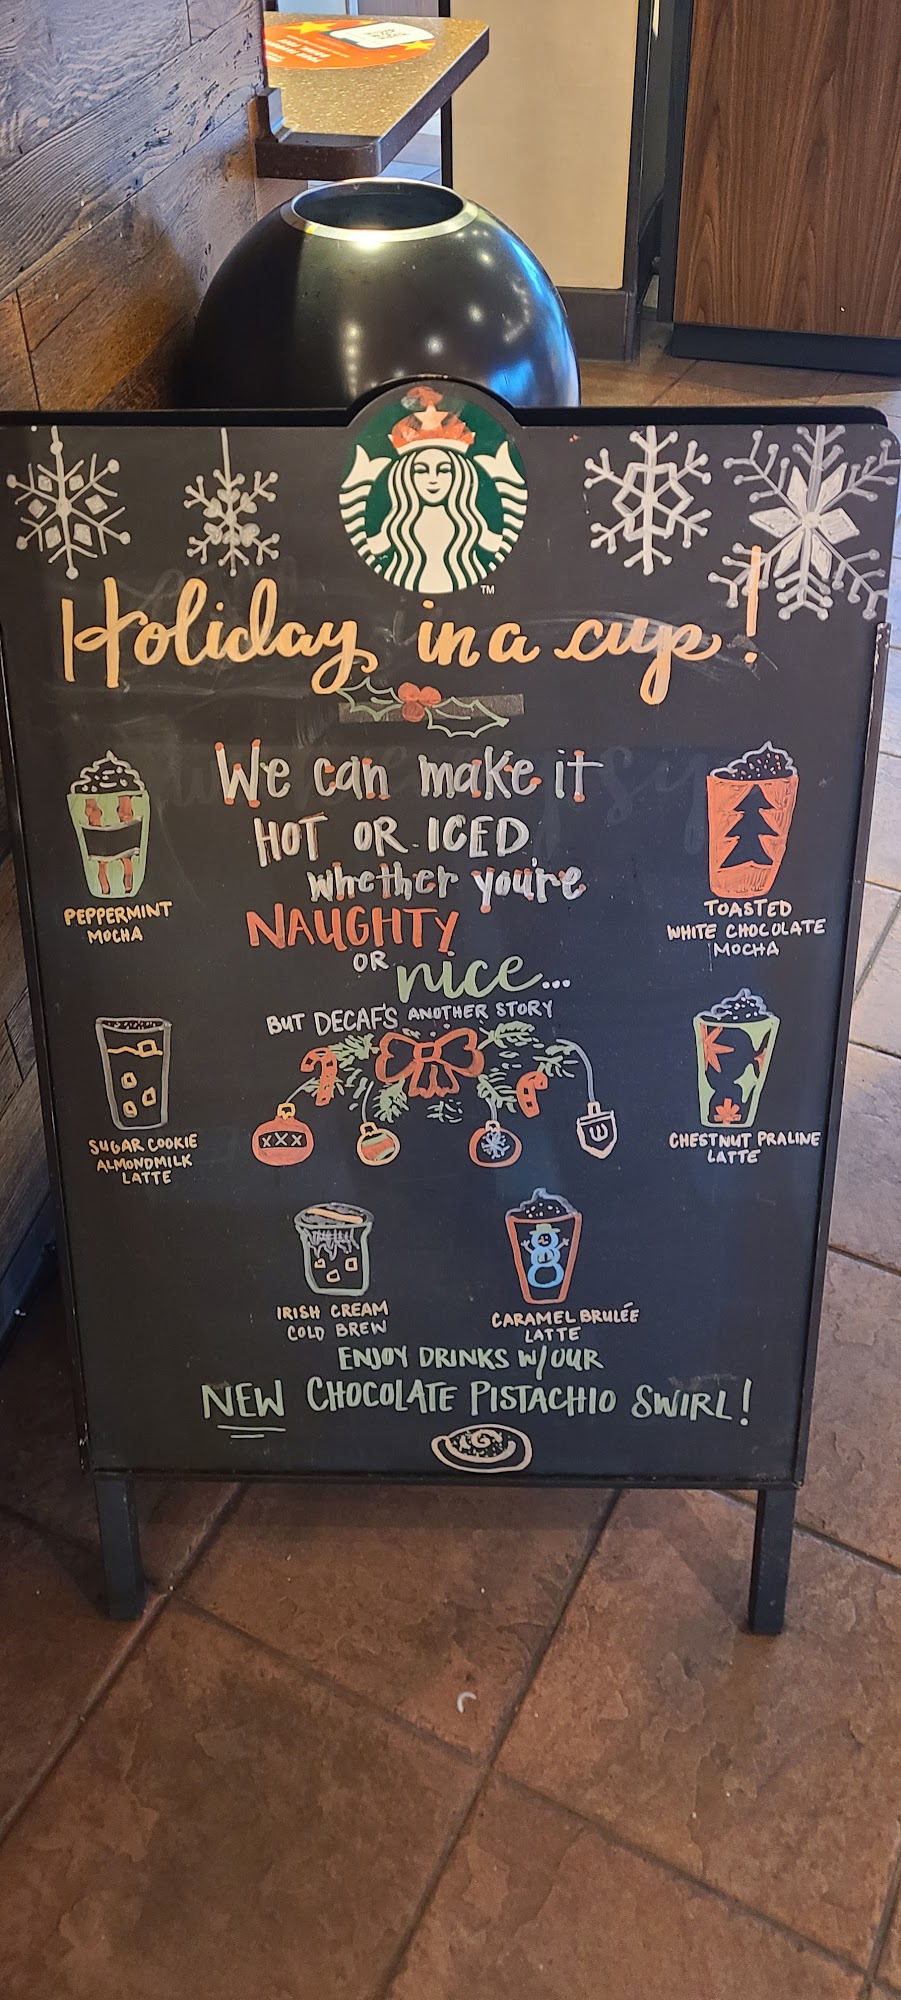 TM
Holiday in a cup!
We can make it
HOT OR ICED
whether you're
NAUGHTY
OR nice...
BUT DECAF'S ANOTHER STORY
PEPPERMINT
MOCHA
TOASTED
WHITE CHOCOLATE
MOCHA
SUGAR COOKIE
ALMONDMILK
LATTE
XXX
CHESTNUT PRALINE
LATTE
IRISH CREAM
COLD BREW
CARAMEL BRULÉE
LATTE
ENJOY DRINKS W/ OUR
NEW CHOCOLATE PISTACHIO SWIRL!